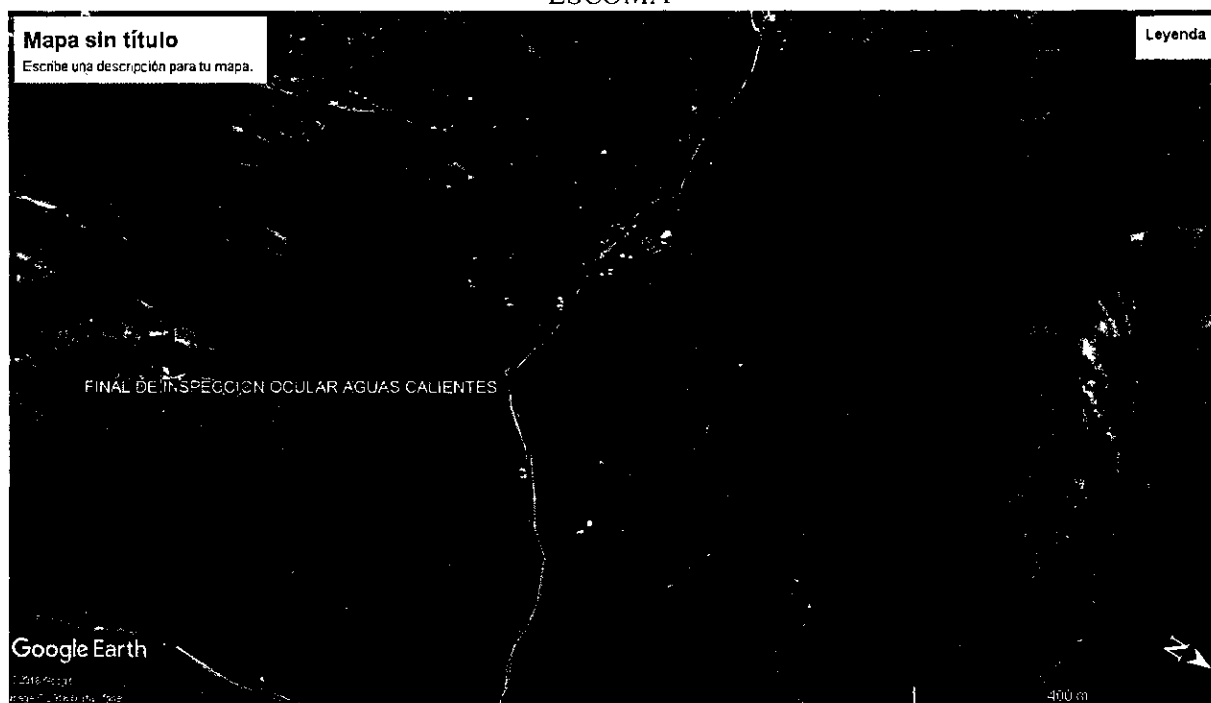 ESCOMA
Mapa sin título
Escribe una descripción para tu mapa.
Leyenda
FINAL DE INSPECCION OCULAR AGUAS CALIENTES
Google Earth
N
400 m